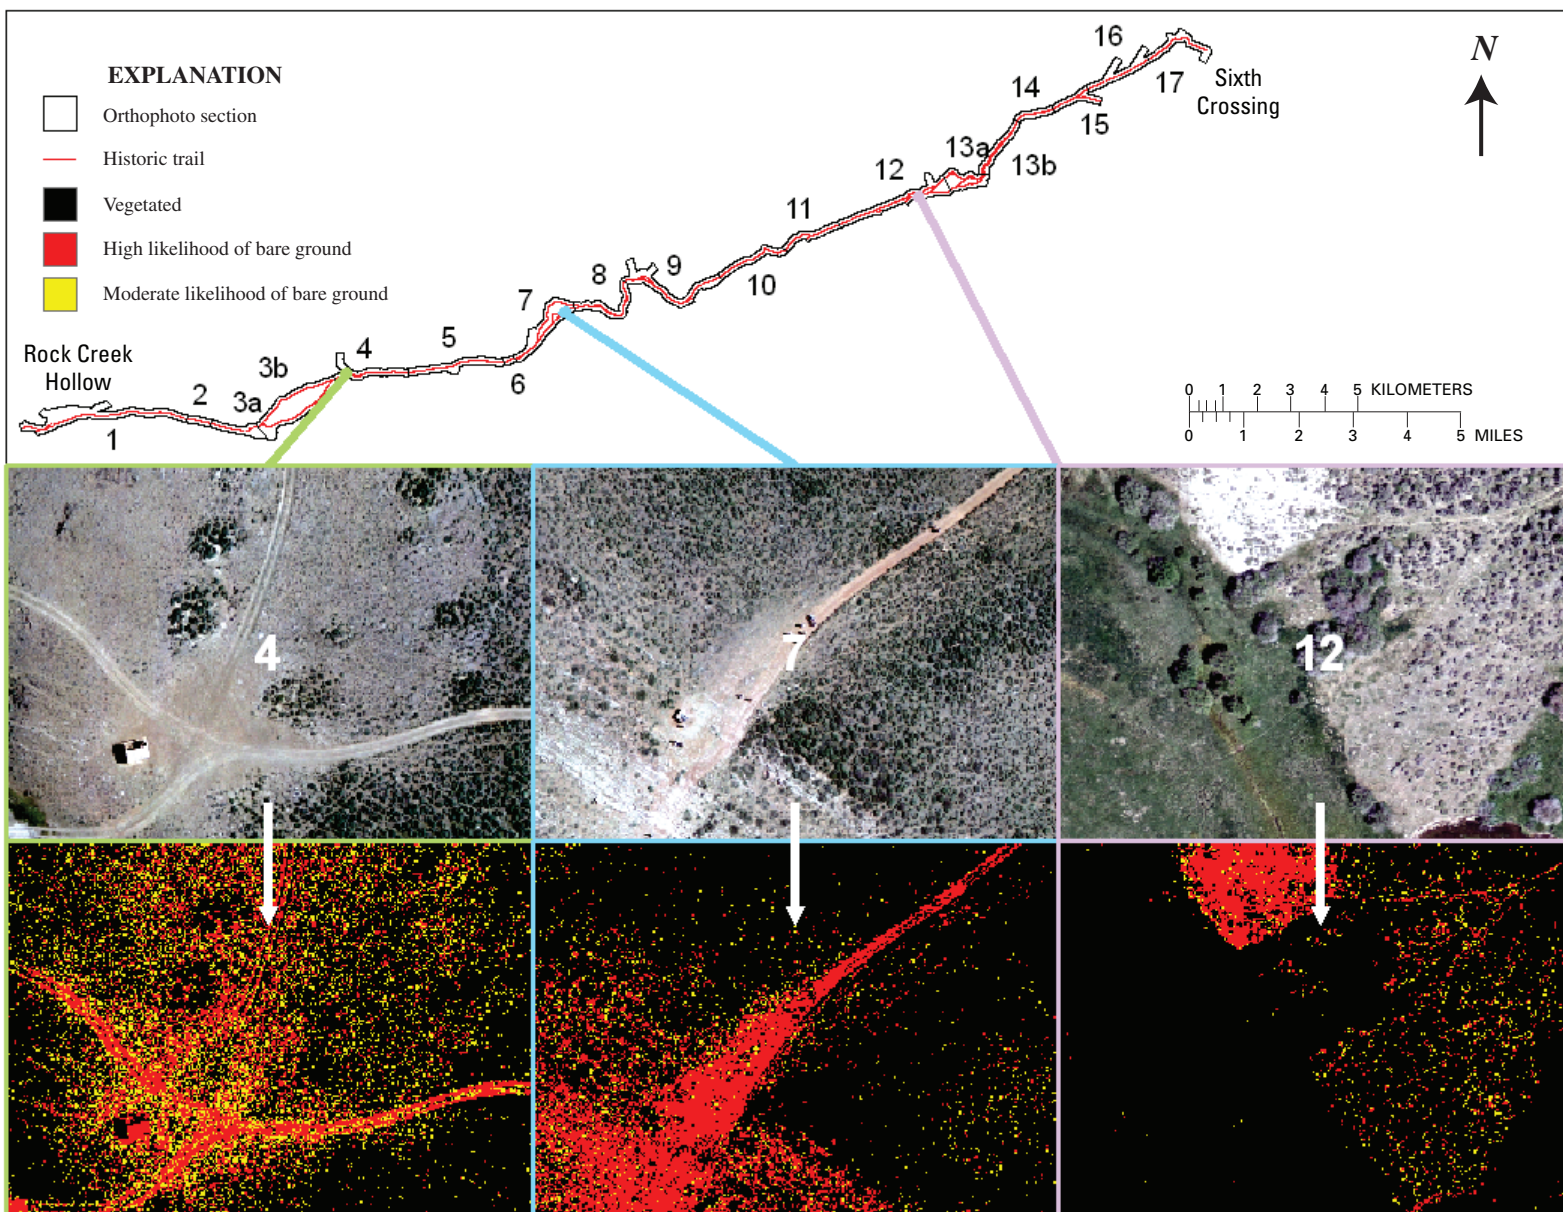 EXPLANATION
Orthophoto section
Historic trail
Vegetated
High likelihood of bare ground
Moderate likelihood of bare ground
N
Sixth
Crossing
Rock Creek
Hollow
1
2
3a
3b
4
5
6
7
8
9
10
11
12
13a
13b
14
15
16
17
0 1 2 3 4 5 KILOMETERS
0 1 2 3 4 5 MILES
4
7
12